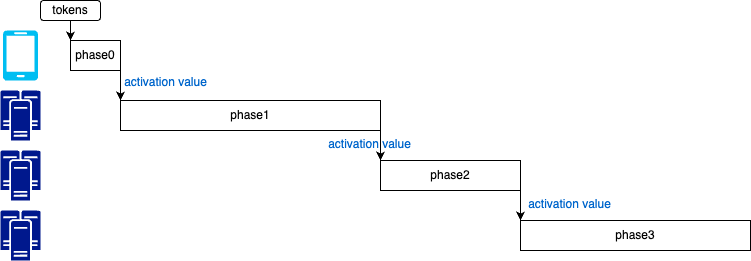 tokens
phase0
activation value
phase1
activation value
phase2
activation value
phase3